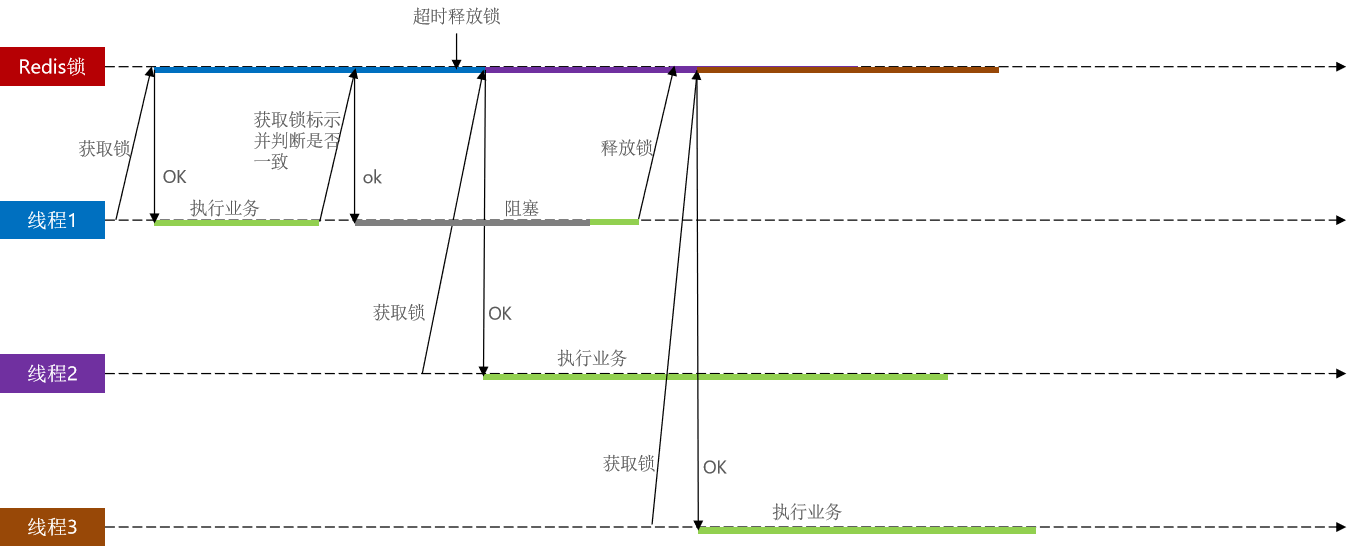 超时释放锁
Redis锁
获取锁标示
并判断是否
一致
获取锁
释放锁
OK
ok
执行业务
阻塞
线程1
获取锁
OK
执行业务
线程2
获取锁
OK
执行业务
线程3